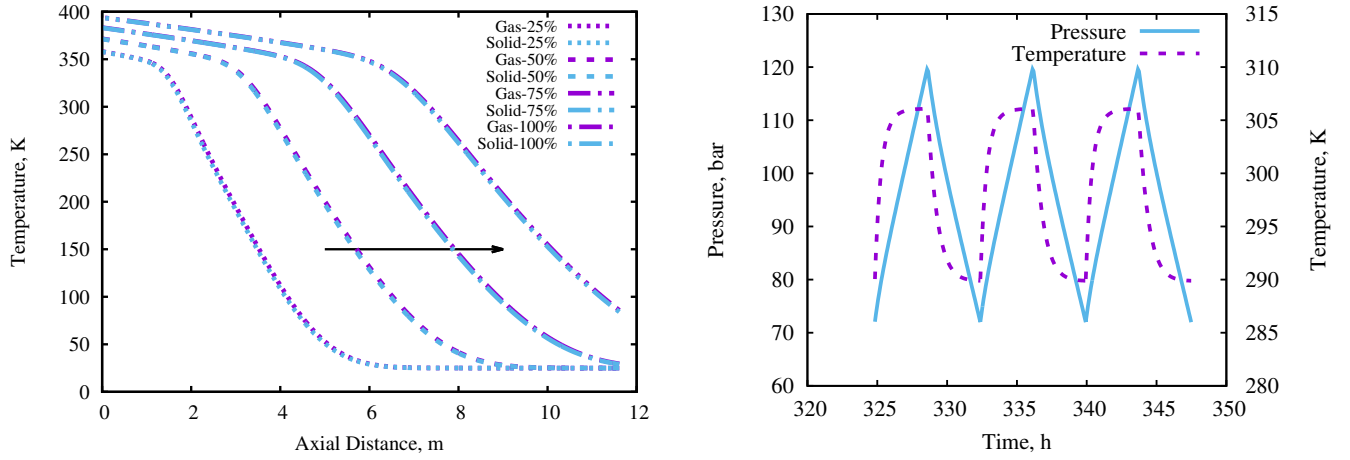 400
350
300
250
200
150
100
50
0
Temperature, K
0
2
4
6
8
10
12
Axial Distance, m
Gas-25%
Solid-25%
Gas-50%
Solid-50%
Gas-75%
Solid-75%
Gas-100%
Solid-100%
130
120
110
100
90
80
70
60
Pressure, bar
320
325
330
335
340
345
350
Time, h
Pressure
Temperature
315
310
305
300
295
290
285
280
Temperature, K